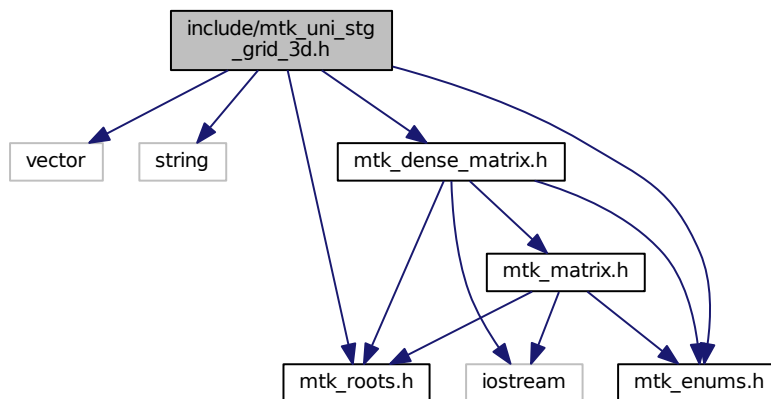 include/mtk_uni_stg
_grid_3d.h
vector
string
mtk_dense_matrix.h
mtk_matrix.h
mtk_roots.h
iostream
mtk_enums.h